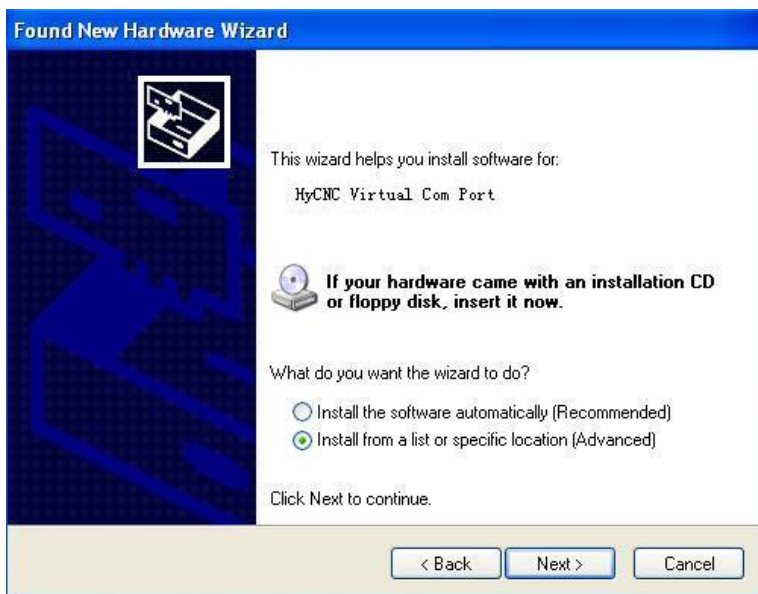 Found New Hardware Wizard
This wizard helps you install software for:
HyCNC Virtual Com Port
If your hardware came with an installation CD
or floppy disk, insert it now.
What do you want the wizard to do?
Install the software automatically (Recommended)
Install from a list or specific location (Advanced)
Click Next to continue.
< Back
Next >
Cancel